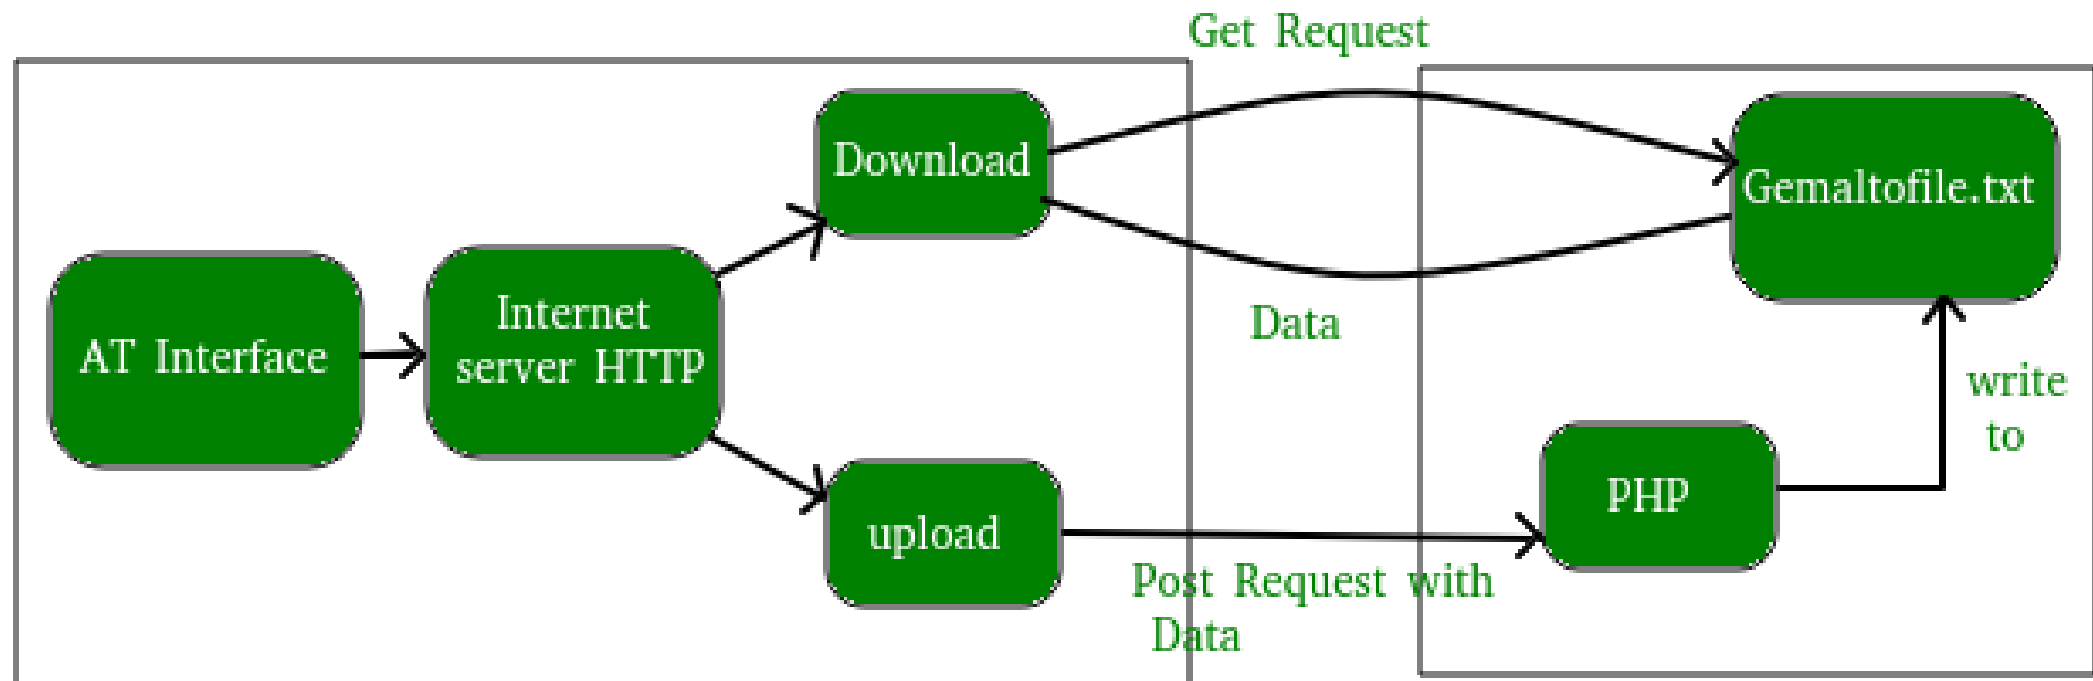 Get Request
Download
Gemaltofile.txt
Internet
server HTTP
AT Interface
Data
write
to
PHP
upload
Post Request with
Data